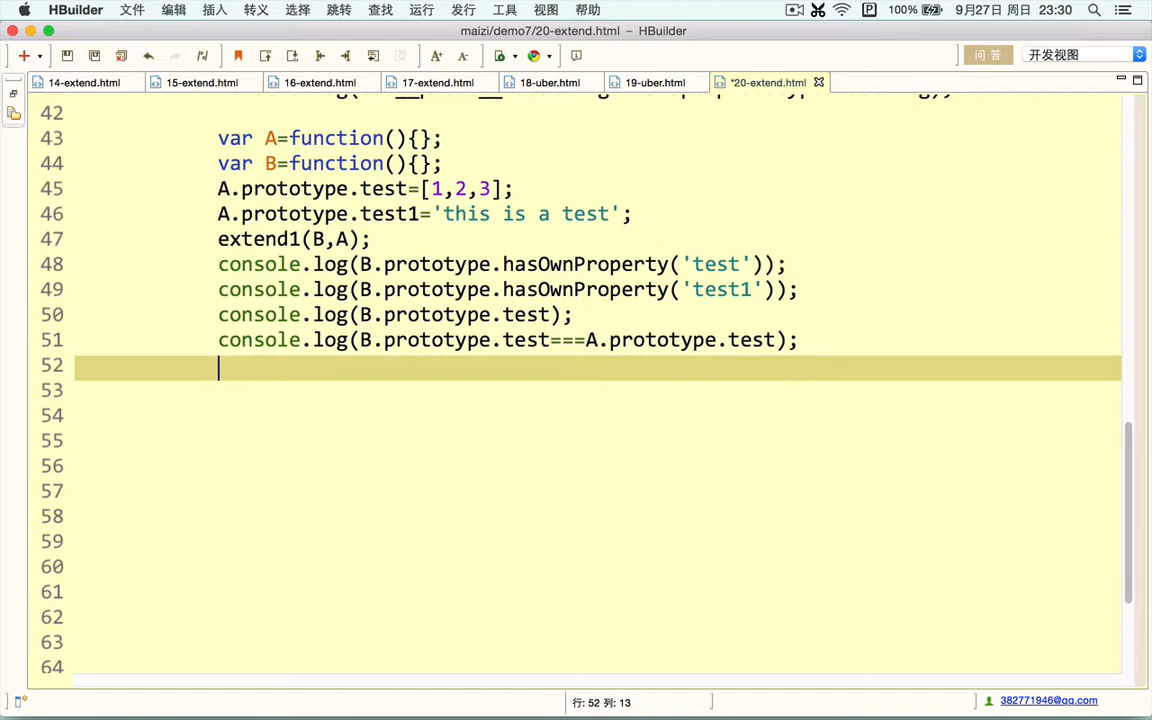 HBuilder 文件 编辑 插入 转义 选择 跳转 查找 运行 发行 工具 视图 帮助 100% 9月27日 周日 23:30
maizi/demo7/20-extend.html – HBuilder
问 答 开发视图
14-extend.html 15-extend.html 16-extend.html 17-extend.html 18-uber.html 19-uber.html *20-extend.html
42
43 var A=function(){};
44 var B=function(){};
45 A.prototype.test=[1,2,3];
46 A.prototype.test1='this is a test';
47 extend1(B,A);
48 console.log(B.prototype.hasOwnProperty('test'));
49 console.log(B.prototype.hasOwnProperty('test1'));
50 console.log(B.prototype.test);
51 console.log(B.prototype.test===A.prototype.test);
52
53
54
55
56
57
58
59
60
61
62
63
64
行: 52 列: 13 382771946@qq.com